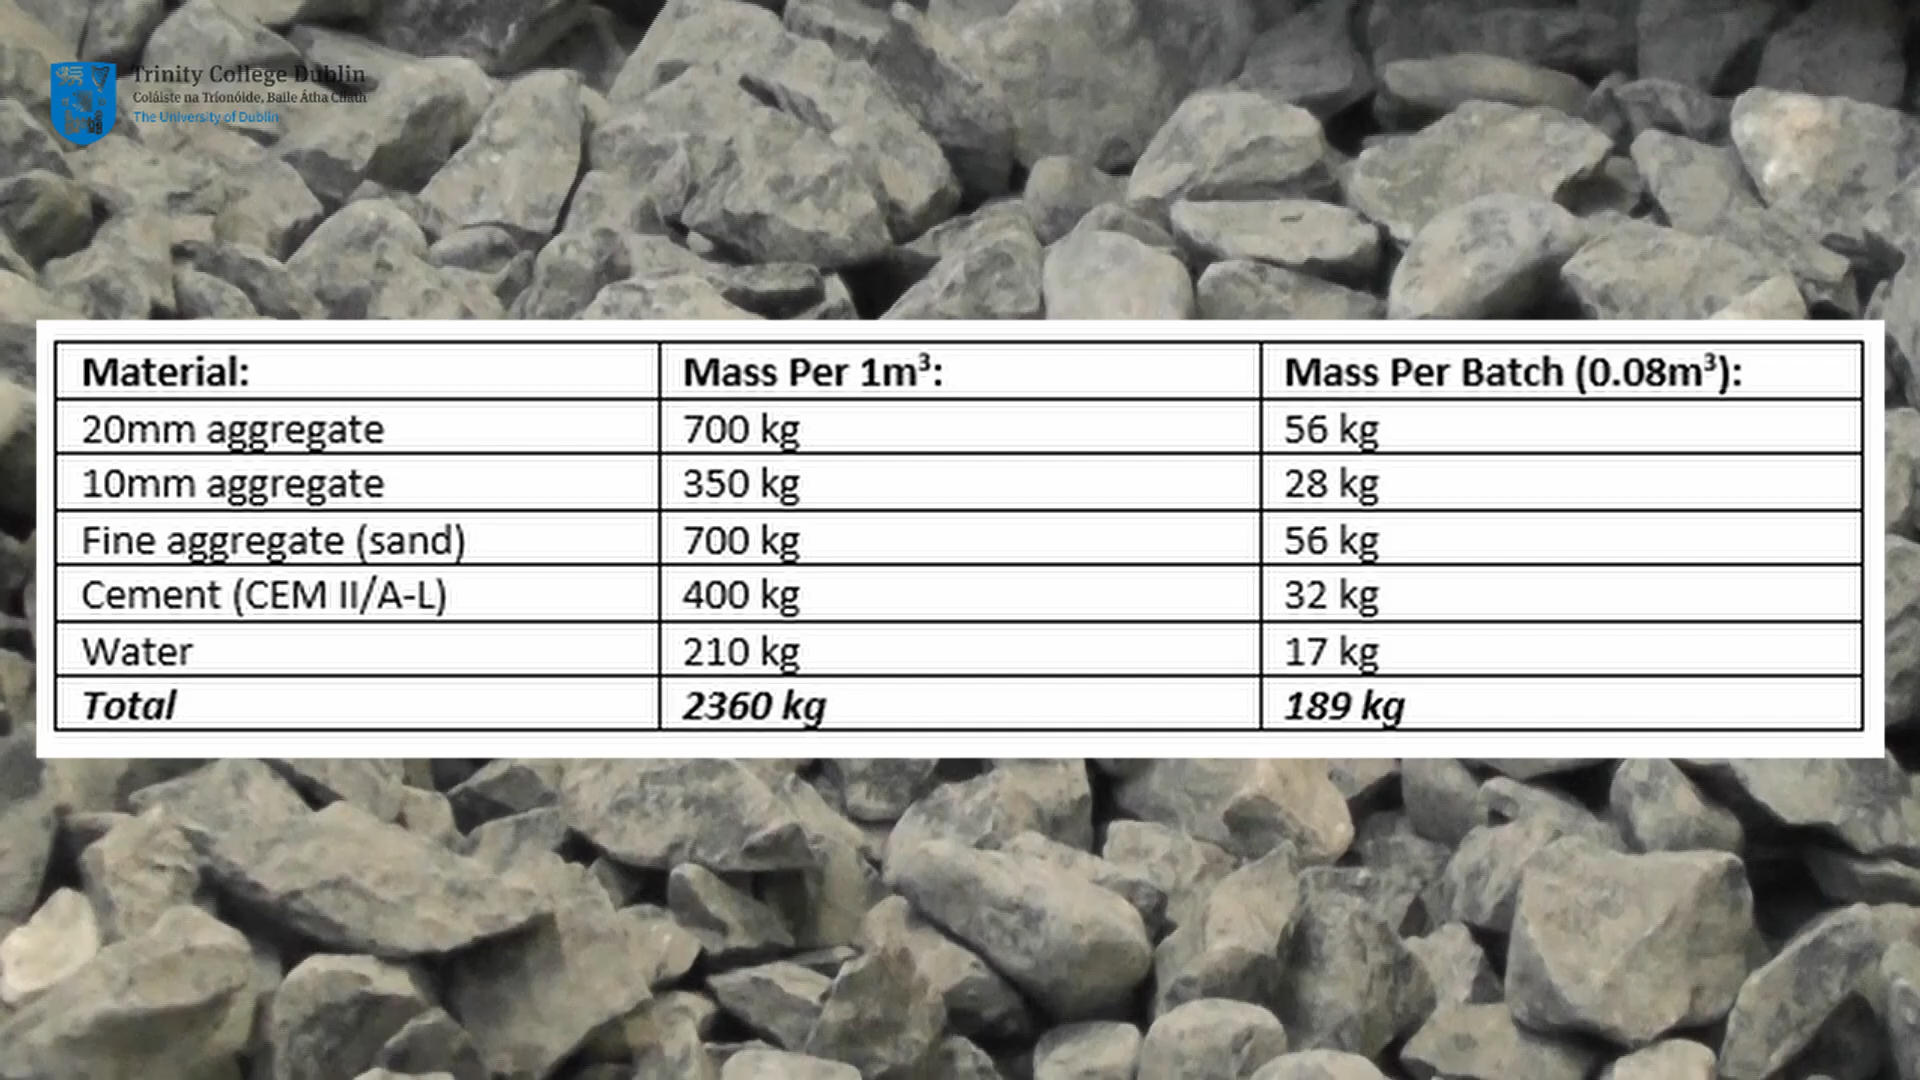 Trinity College Dublin
Coláiste na Tríonóide, Baile Átha Cliath
The University of Dublin
Material: Mass Per 1m³: Mass Per Batch (0.08m³):
20mm aggregate 700 kg 56 kg
10mm aggregate 350 kg 28 kg
Fine aggregate (sand) 700 kg 56 kg
Cement (CEM II/A-L) 400 kg 32 kg
Water 210 kg 17 kg
Total 2360 kg 189 kg